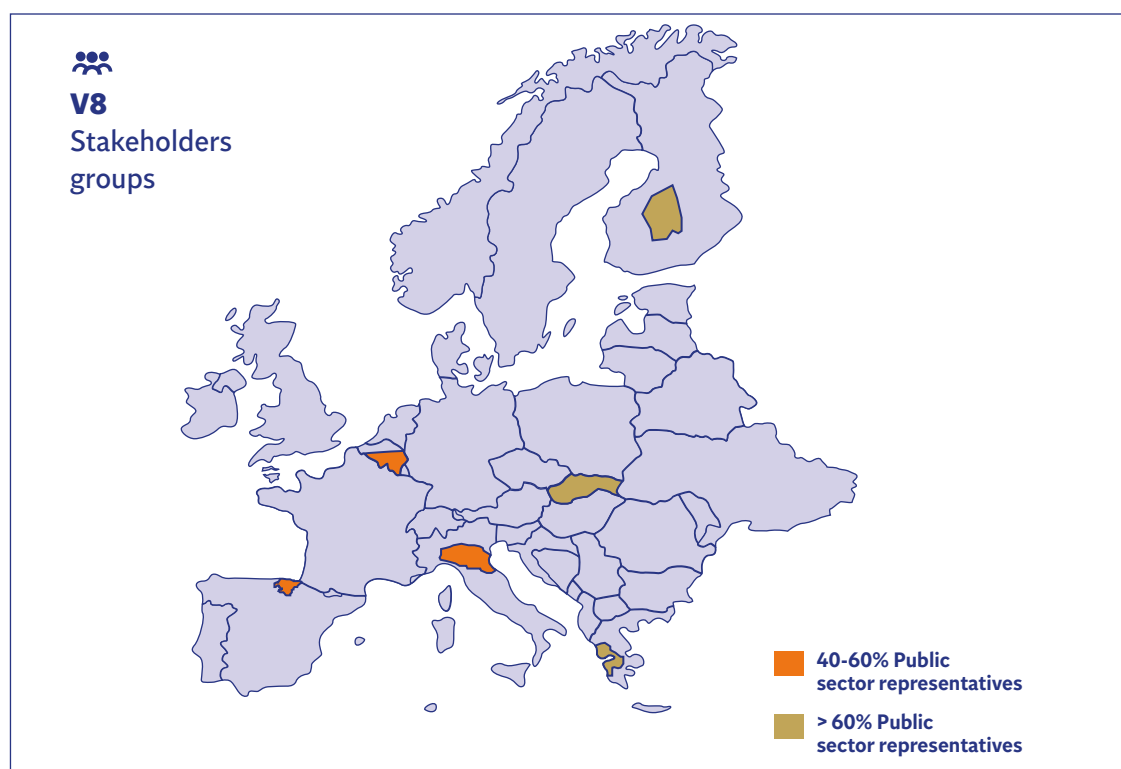 V8
Stakeholders
groups
40-60% Public
sector representatives
> 60% Public
sector representatives